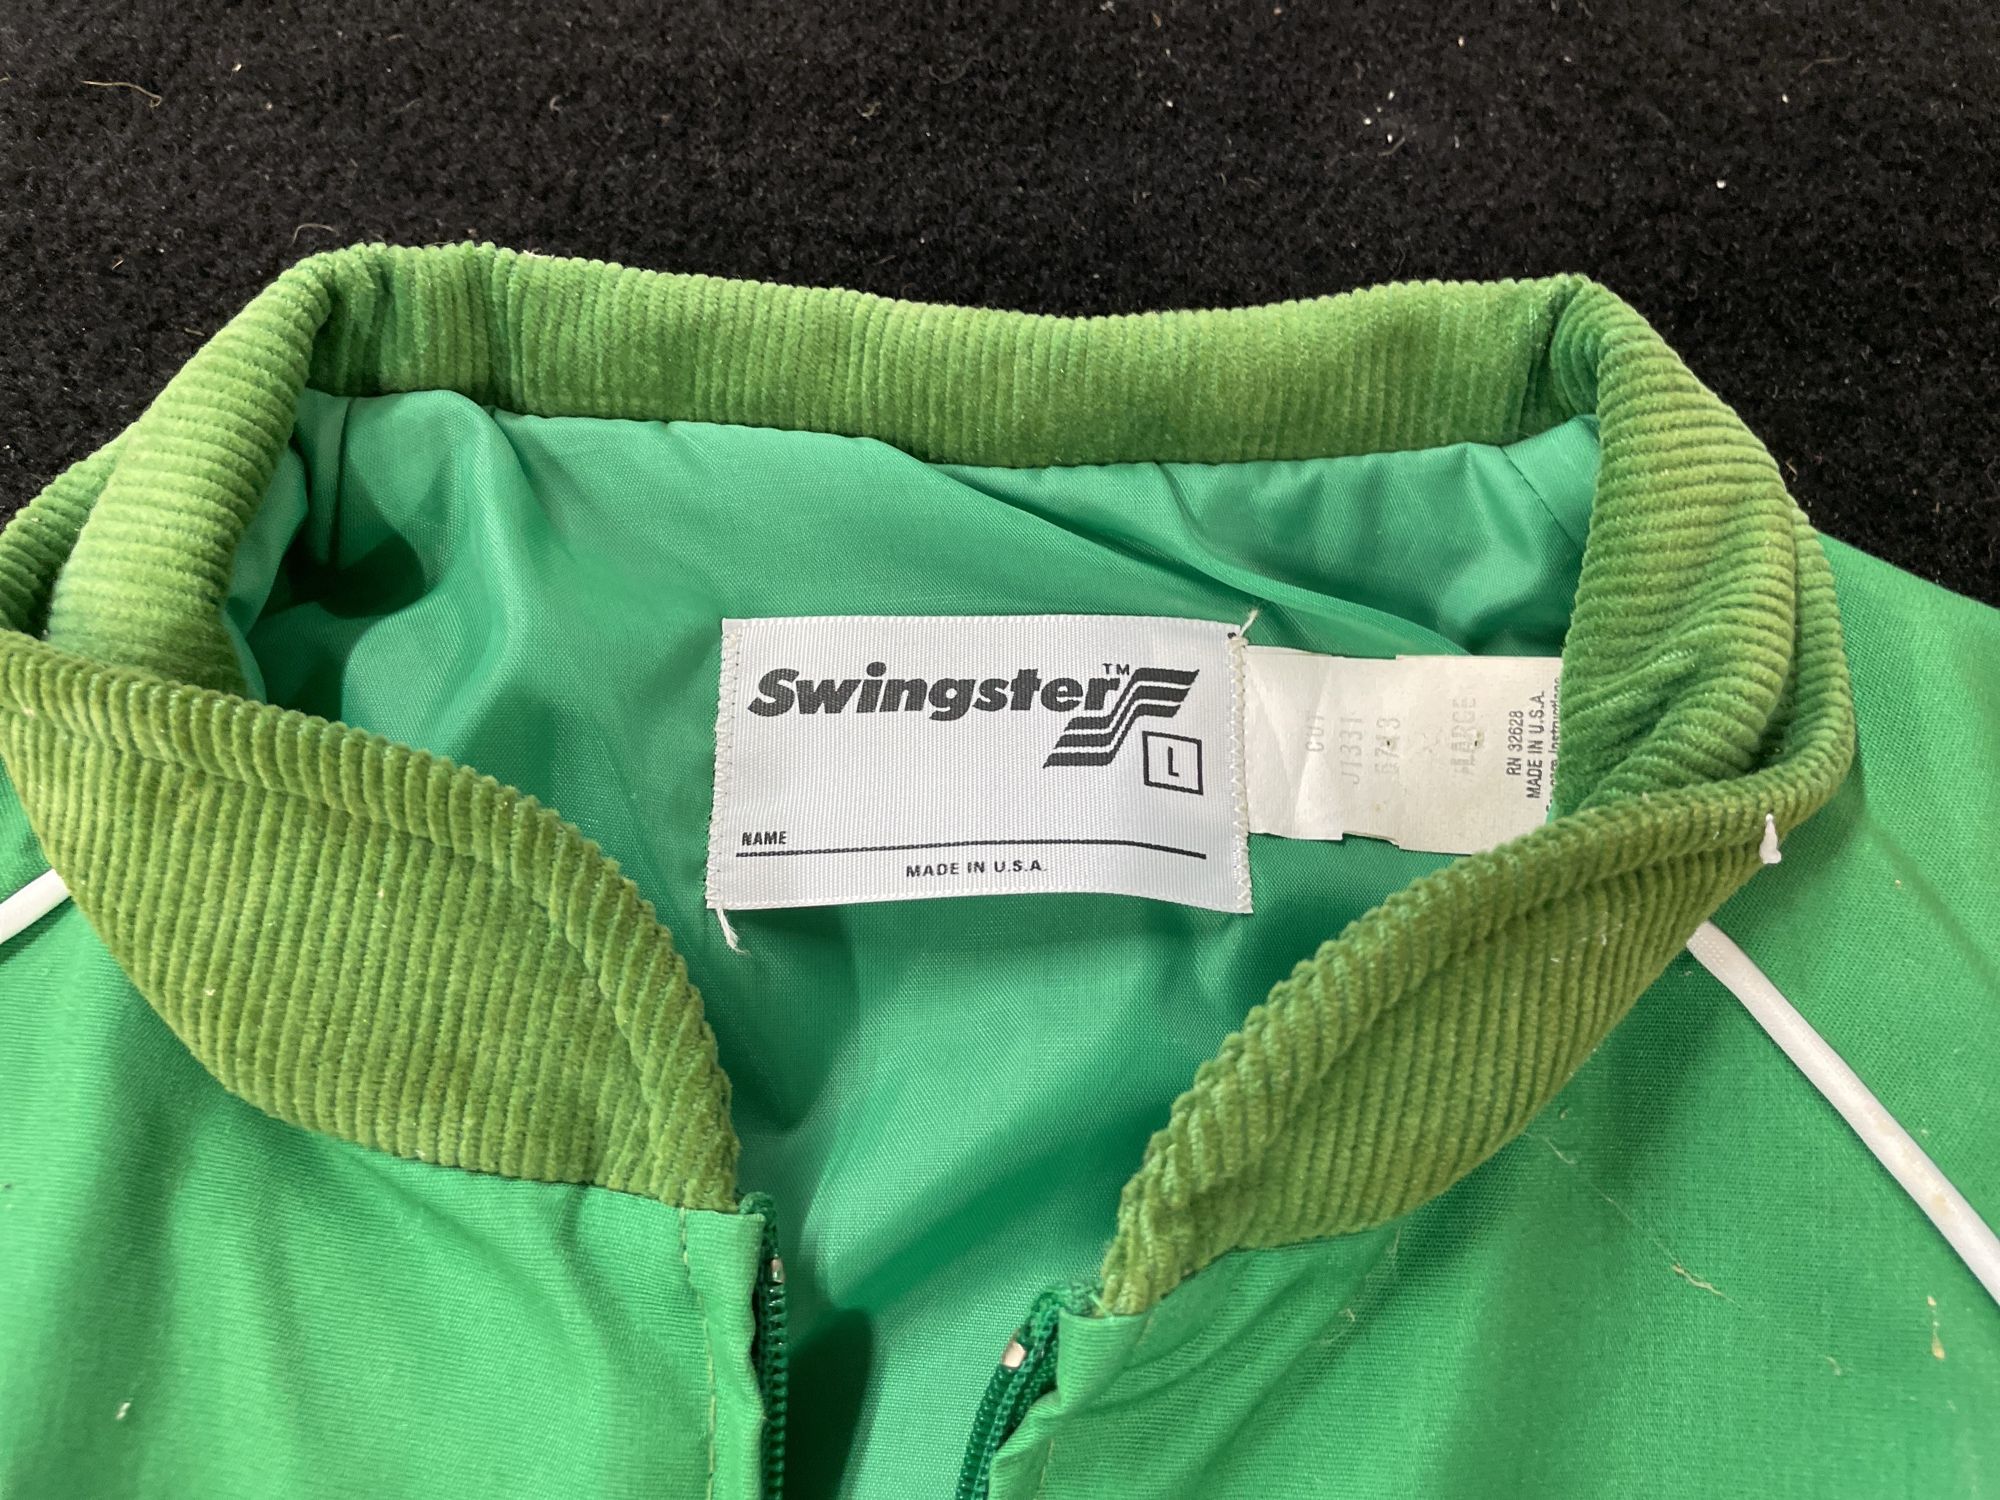 Swingster™
L
NAME
MADE IN U.S.A.
CUT
J1331
LARGE
RN 32628
MADE IN U.S.A.